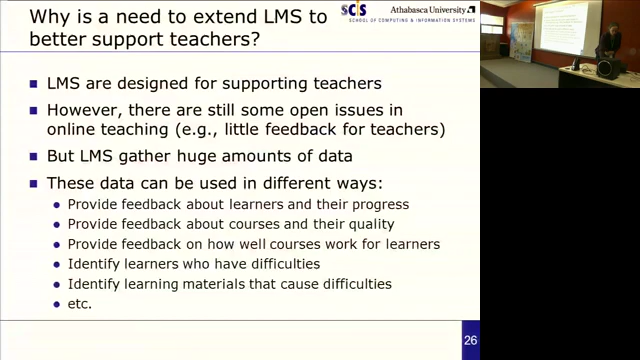 Why is a need to extend LMS to
better support teachers?
SCIS
SCHOOL OF COMPUTING & INFORMATION SYSTEMS
Athabasca University
■ LMS are designed for supporting teachers
■ However, there are still some open issues in
online teaching (e.g., little feedback for teachers)
■ But LMS gather huge amounts of data
■ These data can be used in different ways:
● Provide feedback about learners and their progress
● Provide feedback about courses and their quality
● Provide feedback on how well courses work for learners
● Identify learners who have difficulties
● Identify learning materials that cause difficulties
● etc.
26